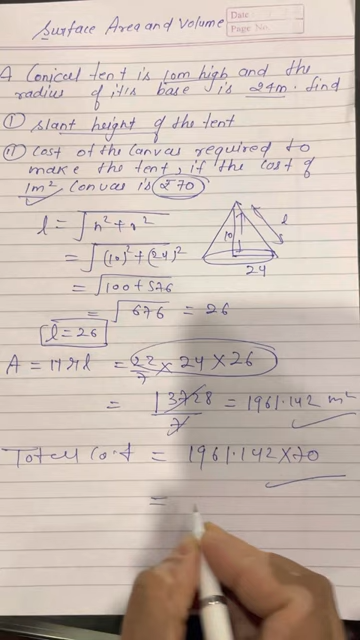 Surface Area and Volume
Date
Page No.
A Conical tent is 10m high and the
radius of its base is 24m. find
(i) slant height of the tent
(ii) Cost of the Canvas required to
make the tent, if the cost of
1m² Canvas is ₹70
l = √h² + r²
= √(10)² + (24)²
= √100 + 576
= √676 = 26
l = 26
10
l
24
A = πrl = 22/7 × 24 × 26
= 13728/7 = 1961.142 m²
Total Cost = 1961.142 × 70
=